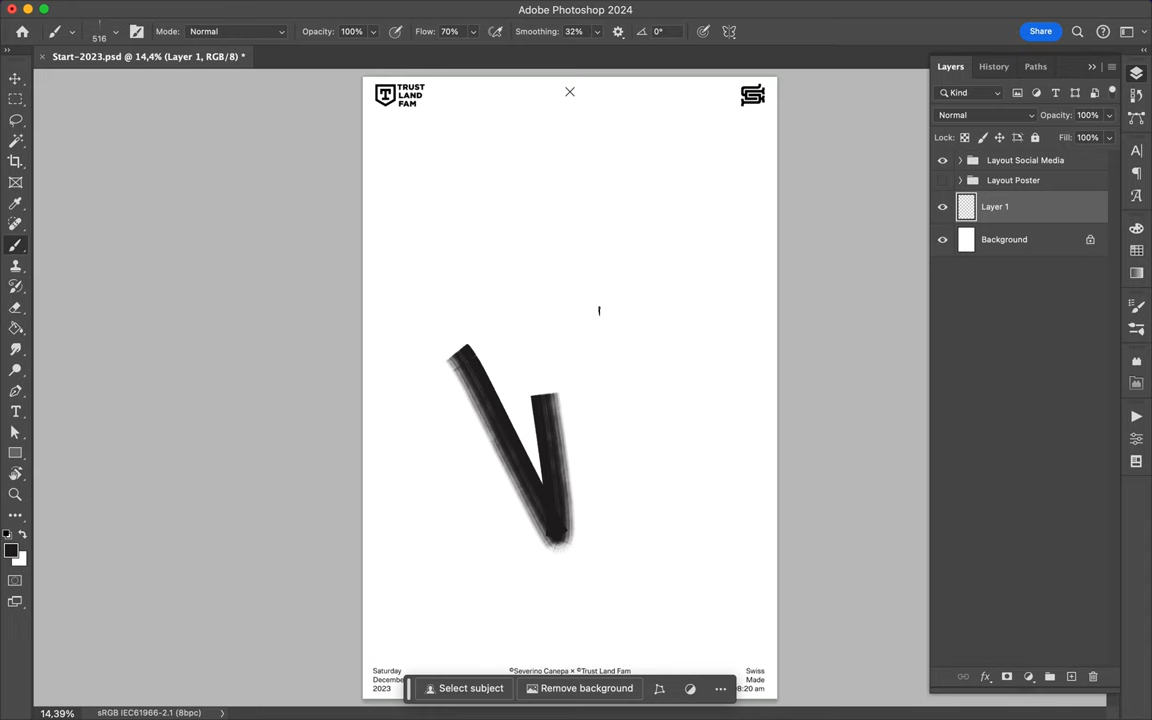 Adobe Photoshop 2024
516
Mode: Normal
Opacity: 100%
Flow: 70%
Smoothing: 32%
0°
Share
Start-2023.psd @ 14,4% (Layer 1, RGB/8) *
Layers
History
Paths
Kind
Normal
Opacity: 100%
Lock:
Fill: 100%
Layout Social Media
Layout Poster
Layer 1
Background
TRUST
LAND
FAM
Saturday
Decembe
2023
©Severino Canepa × ©Trust Land Fam
Swiss
Made
8:20 am
Select subject
Remove background
14,39%
sRGB IEC61966-2.1 (8bpc)